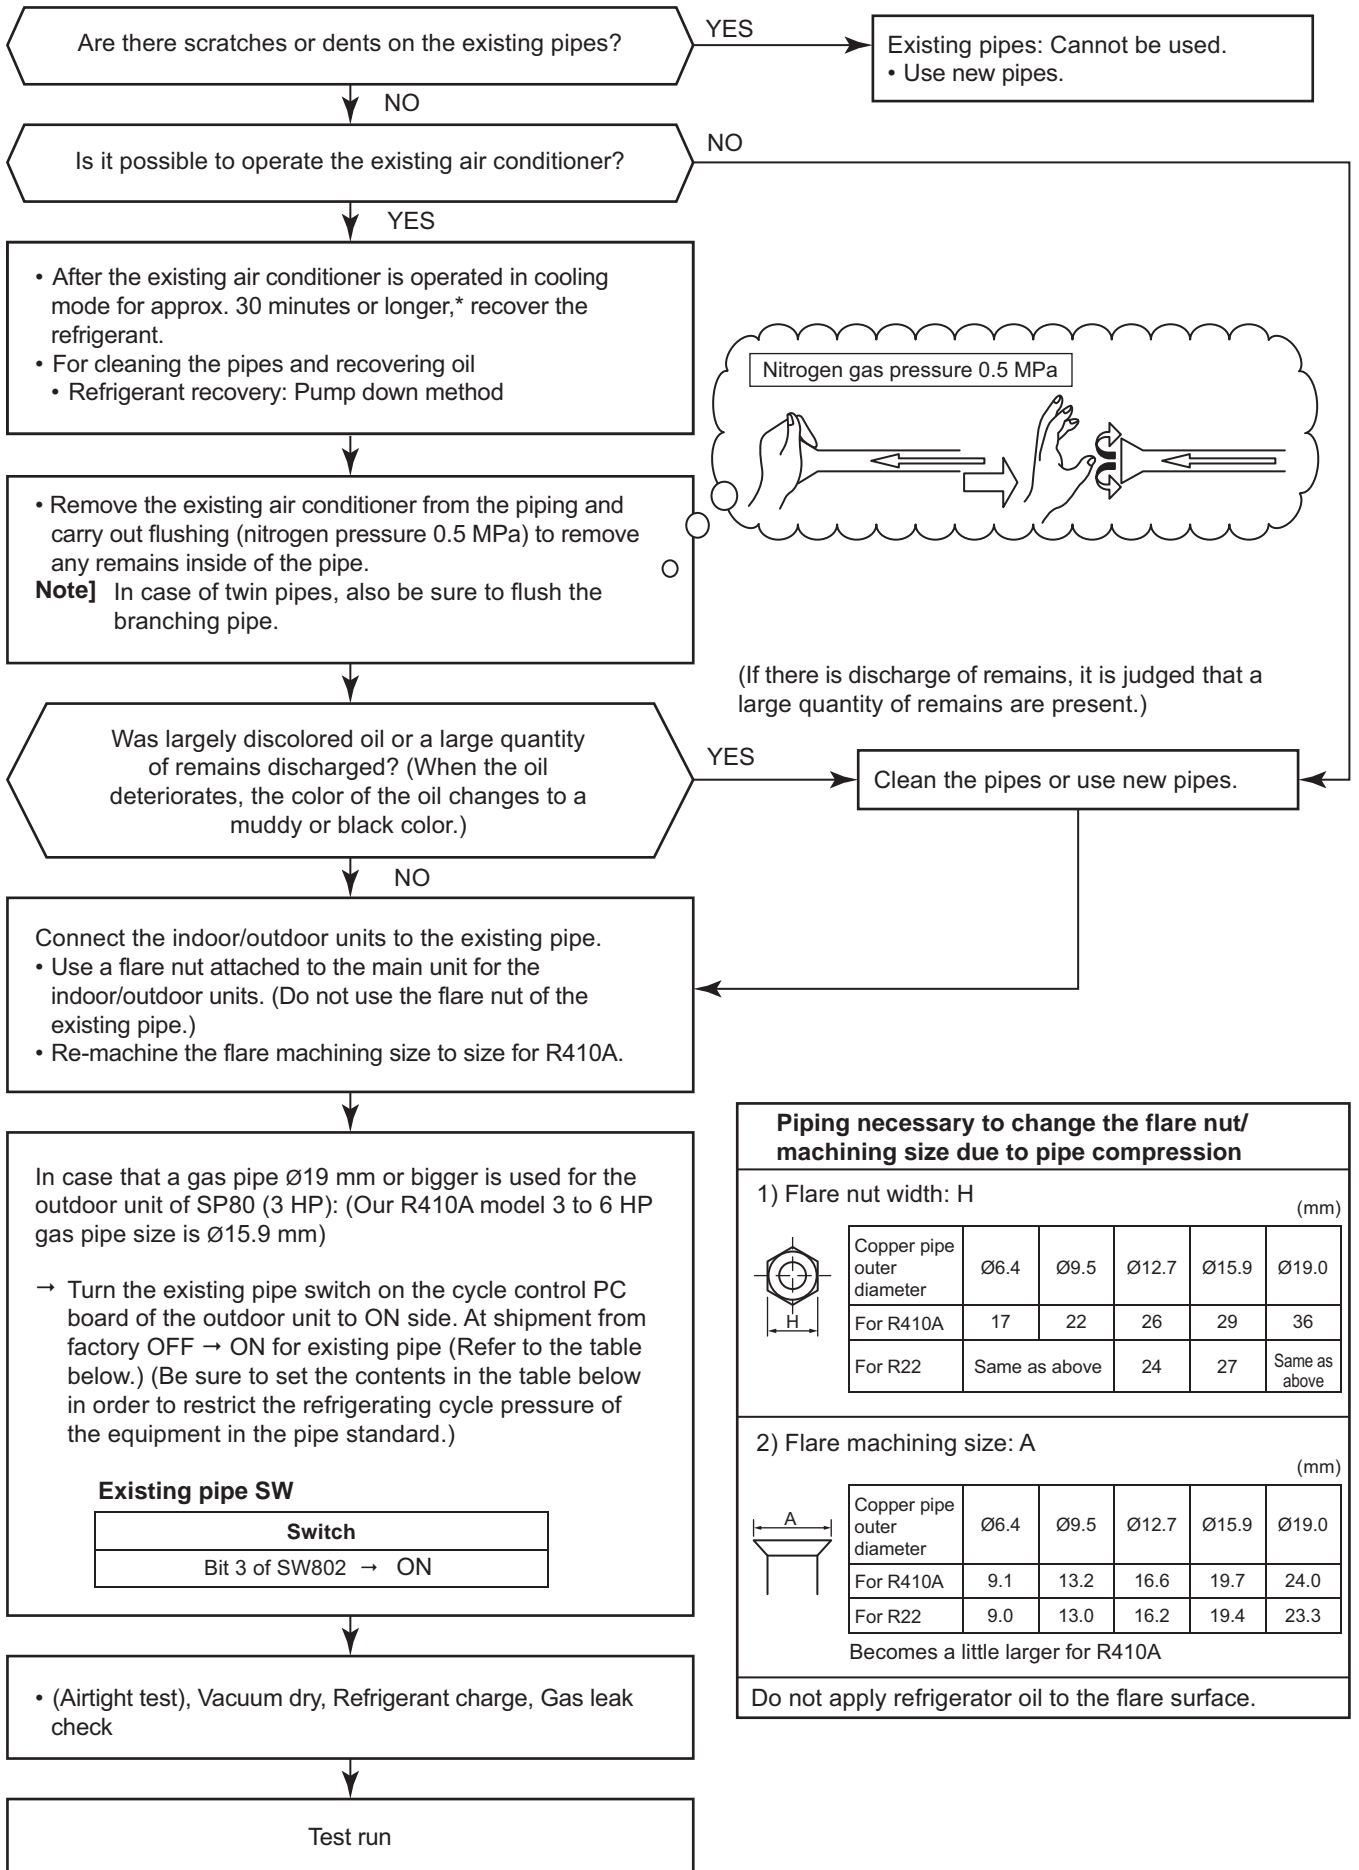 Are there scratches or dents on the existing pipes?
YES
Existing pipes: Cannot be used.
• Use new pipes.
NO
Is it possible to operate the existing air conditioner?
NO
YES
• After the existing air conditioner is operated in cooling
mode for approx. 30 minutes or longer,* recover the
refrigerant.
• For cleaning the pipes and recovering oil
• Refrigerant recovery: Pump down method
Nitrogen gas pressure 0.5 MPa
• Remove the existing air conditioner from the piping and
carry out flushing (nitrogen pressure 0.5 MPa) to remove
any remains inside of the pipe.
Note] In case of twin pipes, also be sure to flush the
branching pipe.
(If there is discharge of remains, it is judged that a
large quantity of remains are present.)
Was largely discolored oil or a large quantity
of remains discharged? (When the oil
deteriorates, the color of the oil changes to a
muddy or black color.)
YES
Clean the pipes or use new pipes.
NO
Connect the indoor/outdoor units to the existing pipe.
• Use a flare nut attached to the main unit for the
indoor/outdoor units. (Do not use the flare nut of the
existing pipe.)
• Re-machine the flare machining size to size for R410A.
In case that a gas pipe Ø19 mm or bigger is used for the
outdoor unit of SP80 (3 HP): (Our R410A model 3 to 6 HP
gas pipe size is Ø15.9 mm)
→ Turn the existing pipe switch on the cycle control PC
board of the outdoor unit to ON side. At shipment from
factory OFF → ON for existing pipe (Refer to the table
below.) (Be sure to set the contents in the table below
in order to restrict the refrigerating cycle pressure of
the equipment in the pipe standard.)
Existing pipe SW
Switch
Bit 3 of SW802 → ON
• (Airtight test), Vacuum dry, Refrigerant charge, Gas leak
check
Test run
Piping necessary to change the flare nut/
machining size due to pipe compression
1) Flare nut width: H
(mm)
H
Copper pipe
outer
diameter
Ø6.4 Ø9.5 Ø12.7 Ø15.9 Ø19.0
For R410A 17 22 26 29 36
For R22 Same as above 24 27 Same as
above
2) Flare machining size: A
(mm)
A
Copper pipe
outer
diameter
Ø6.4 Ø9.5 Ø12.7 Ø15.9 Ø19.0
For R410A 9.1 13.2 16.6 19.7 24.0
For R22 9.0 13.0 16.2 19.4 23.3
Becomes a little larger for R410A
Do not apply refrigerator oil to the flare surface.